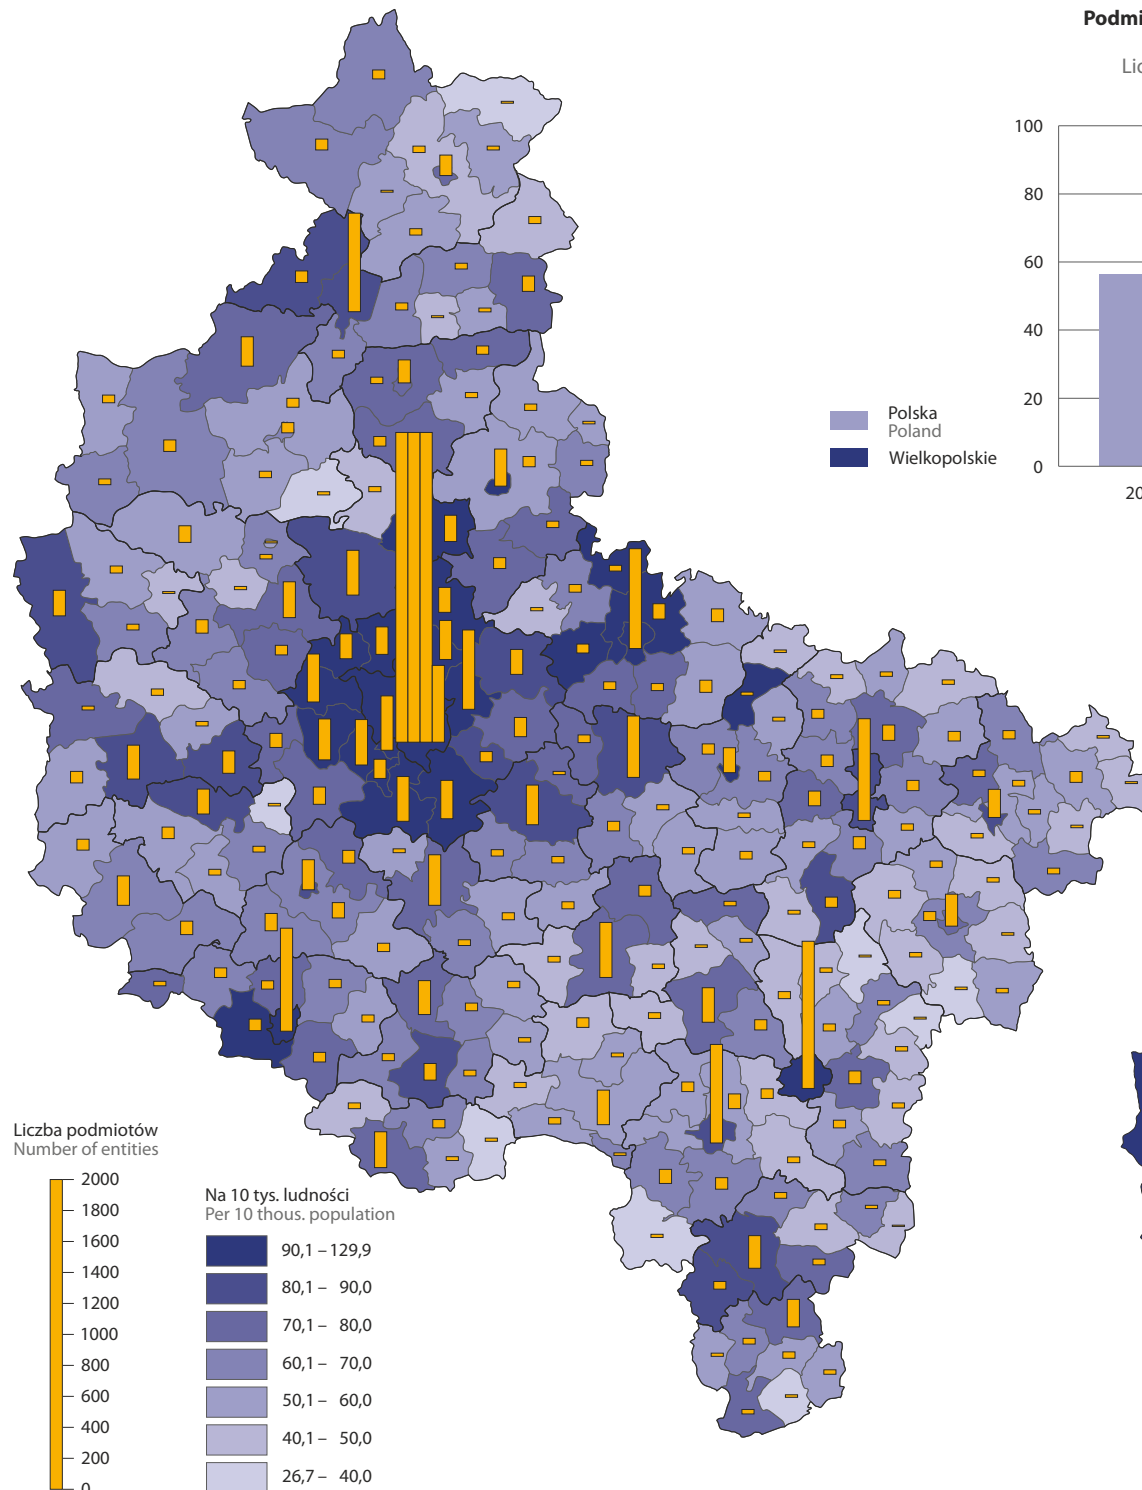 Podmi
Lic
100
80
60
40
20
0
20
Polska
Poland
Wielkopolskie
Liczba podmiotów
Number of entities
2000
1800
1600
1400
1200
1000
800
600
400
200
0
Na 10 tys. ludności
Per 10 thous. population
90,1 – 129,9
80,1 – 90,0
70,1 – 80,0
60,1 – 70,0
50,1 – 60,0
40,1 – 50,0
26,7 – 40,0